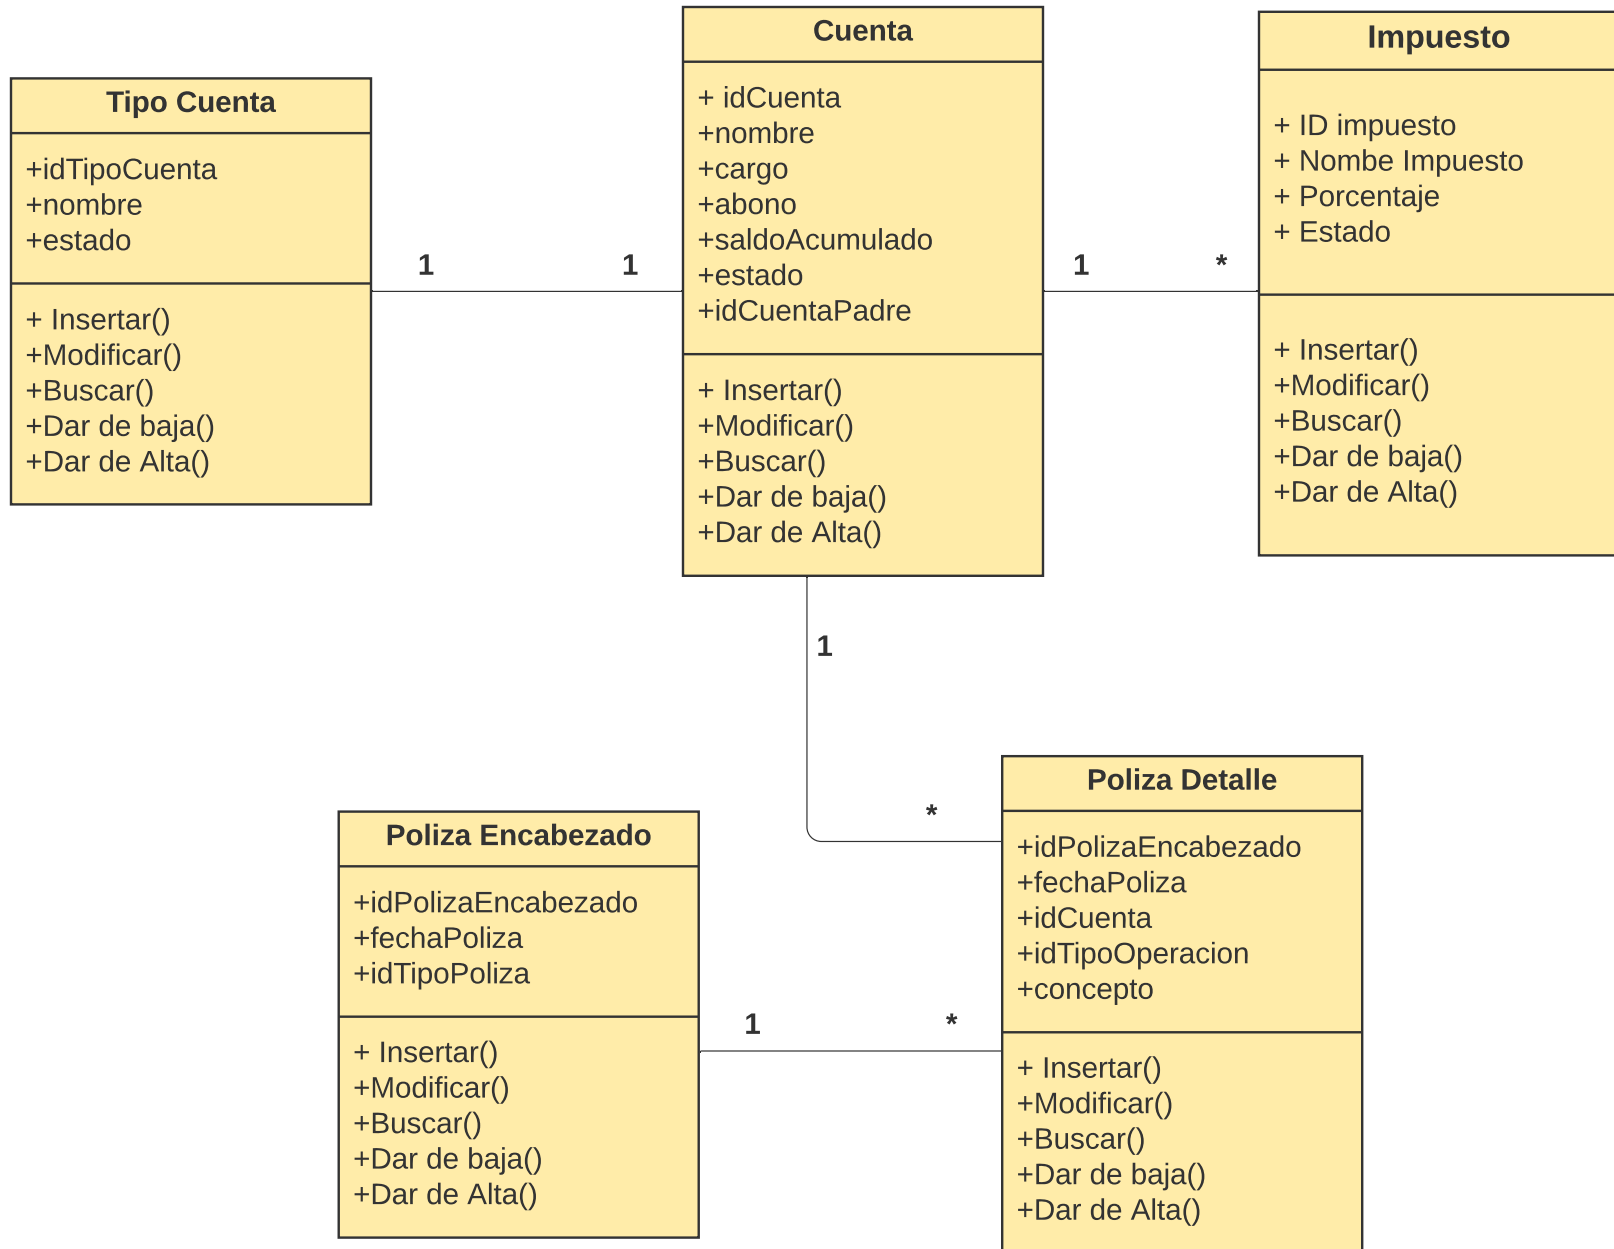 Tipo Cuenta
+idTipoCuenta
+nombre
+estado
+ Insertar()
+Modificar()
+Buscar()
+Dar de baja()
+Dar de Alta()
1
1
Cuenta
+ idCuenta
+nombre
+cargo
+abono
+saldoAcumulado
+estado
+idCuentaPadre
+ Insertar()
+Modificar()
+Buscar()
+Dar de baja()
+Dar de Alta()
1
*
Impuesto
+ ID impuesto
+ Nombe Impuesto
+ Porcentaje
+ Estado
+ Insertar()
+Modificar()
+Buscar()
+Dar de baja()
+Dar de Alta()
1
*
Poliza Encabezado
+idPolizaEncabezado
+fechaPoliza
+idTipoPoliza
+ Insertar()
+Modificar()
+Buscar()
+Dar de baja()
+Dar de Alta()
1
*
Poliza Detalle
+idPolizaEncabezado
+fechaPoliza
+idCuenta
+idTipoOperacion
+concepto
+ Insertar()
+Modificar()
+Buscar()
+Dar de baja()
+Dar de Alta()